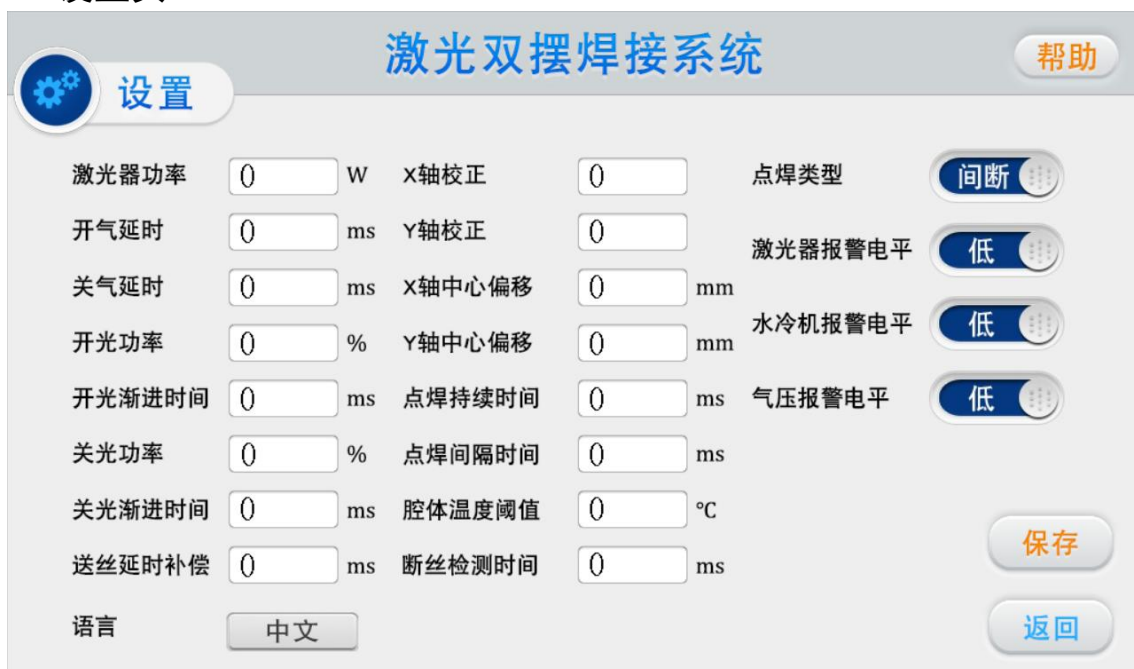 激光双摆焊接系统
帮助
设置
激光器功率 0 W X轴校正 0 点焊类型 间断
开气延时 0 ms Y轴校正 0
激光器报警电平 低
关气延时 0 ms X轴中心偏移 0 mm
水冷机报警电平 低
开光功率 0 % Y轴中心偏移 0 mm
开光渐进时间 0 ms 点焊持续时间 0 ms 气压报警电平 低
关光功率 0 % 点焊间隔时间 0 ms
关光渐进时间 0 ms 腔体温度阈值 0 ℃
保存
送丝延时补偿 0 ms 断丝检测时间 0 ms
语言 中文
返回